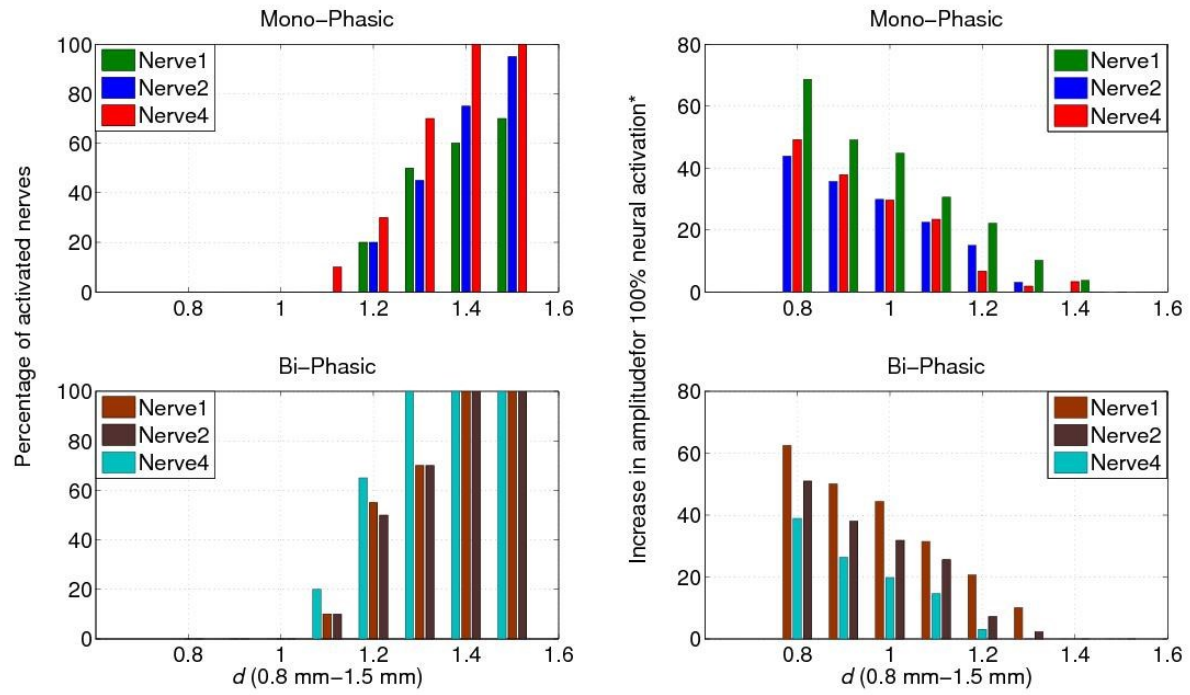 Mono-Phasic
100
80
60
40
20
0
Nerve1
Nerve2
Nerve4
0.8 1 1.2 1.4 1.6
Mono-Phasic
80
60
40
20
0
Nerve1
Nerve2
Nerve4
0.8 1.0 1.2 1.4 1.6
Percentage of activated nerves
Increase in amplitudefor 100% neural activation*
Bi-Phasic
100
80
60
40
20
0
Nerve1
Nerve2
Nerve4
0.8 1 1.2 1.4 1.6
d (0.8 mm-1.5 mm)
Bi-Phasic
80
60
40
20
0
Nerve1
Nerve2
Nerve4
0.8 1.0 1.2 1.4 1.6
d (0.8 mm-1.5 mm)